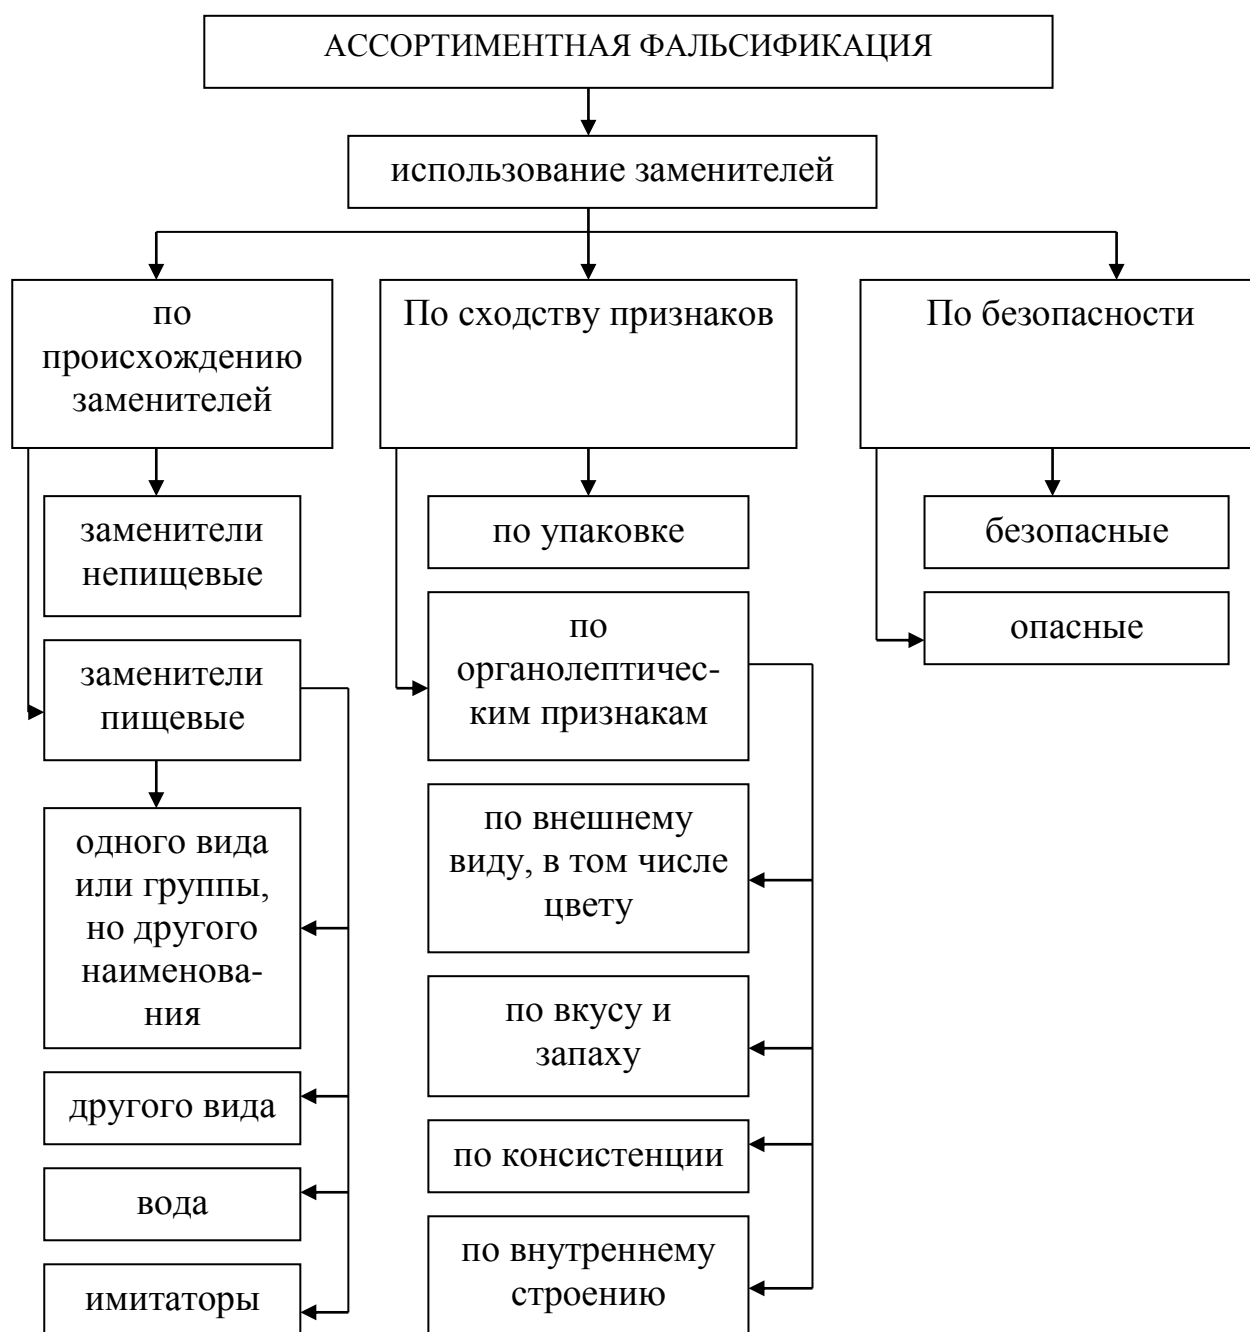 АССОРТИМЕНТНАЯ ФАЛЬСИФИКАЦИЯ
использование заменителей
по
происхождению
заменителей
По сходству признаков
По безопасности
заменители
непищевые
по упаковке
безопасные
заменители
пищевые
по
органолептичес-
ким признакам
опасные
одного вида
или группы,
но другого
наименова-
ния
по внешнему
виду, в том числе
цвету
другого вида
по вкусу и
запаху
вода
по консистенции
имитаторы
по внутреннему
строению